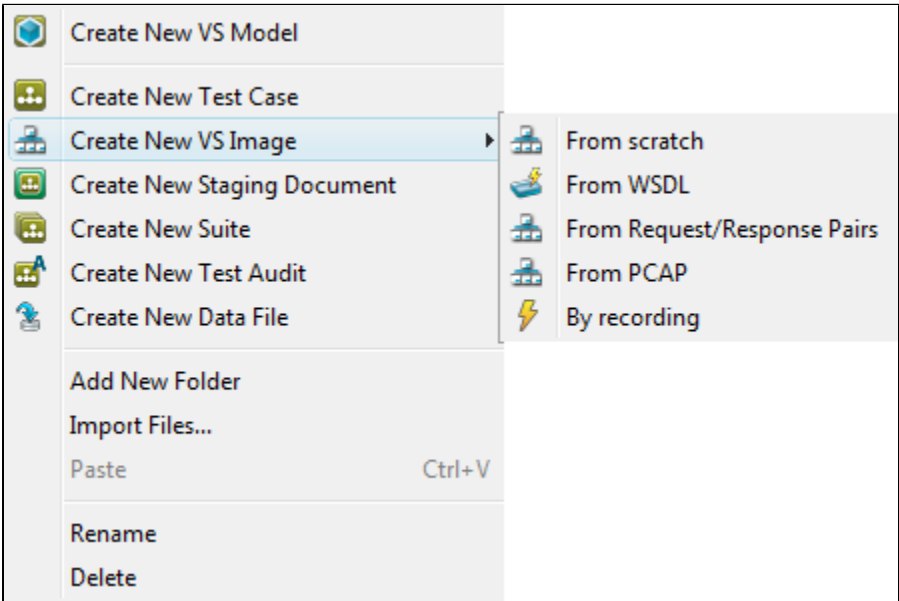 Create New VS Model
Create New Test Case
Create New VS Image
From scratch
From WSDL
From Request/Response Pairs
From PCAP
By recording
Create New Staging Document
Create New Suite
Create New Test Audit
Create New Data File
Add New Folder
Import Files...
Paste Ctrl+V
Rename
Delete